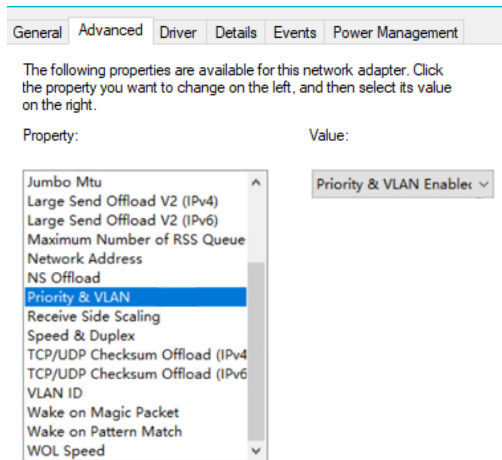 General Advanced Driver Details Events Power Management
The following properties are available for this network adapter. Click
the property you want to change on the left, and then select its value
on the right.
Property: Value:
Jumbo Mtu
Large Send Offload V2 (IPv4)
Large Send Offload V2 (IPv6)
Maximum Number of RSS Queue
Network Address
NS Offload
Priority & VLAN
Receive Side Scaling
Speed & Duplex
TCP/UDP Checksum Offload (IPv4
TCP/UDP Checksum Offload (IPv6
VLAN ID
Wake on Magic Packet
Wake on Pattern Match
WOL Speed
Priority & VLAN Enable